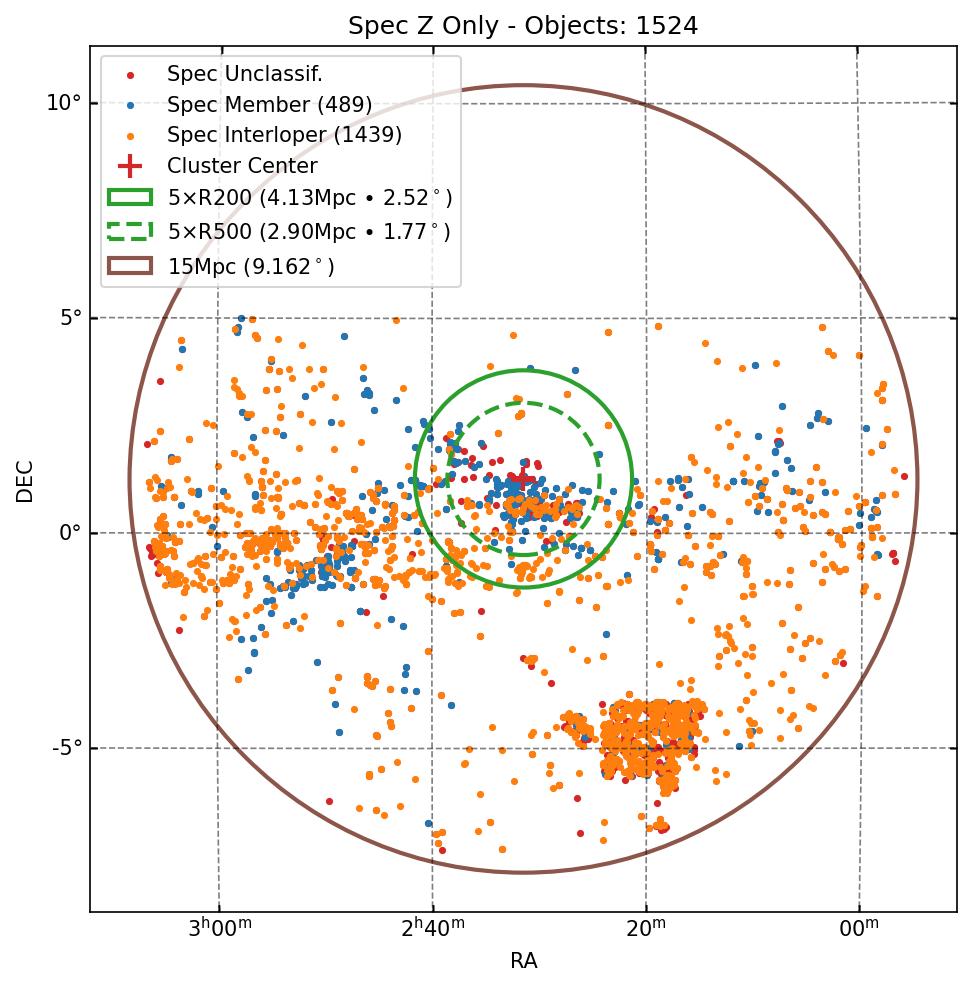 Spec Z Only - Objects: 1524
Spec Unclassif.
Spec Member (489)
Spec Interloper (1439)
Cluster Center
5×R200 (4.13Mpc • 2.52°)
5×R500 (2.90Mpc • 1.77°)
15Mpc (9.162°)
10°
5°
0°
-5°
DEC
3ʰ00ᵐ 2ʰ40ᵐ 20ᵐ 00ᵐ
RA